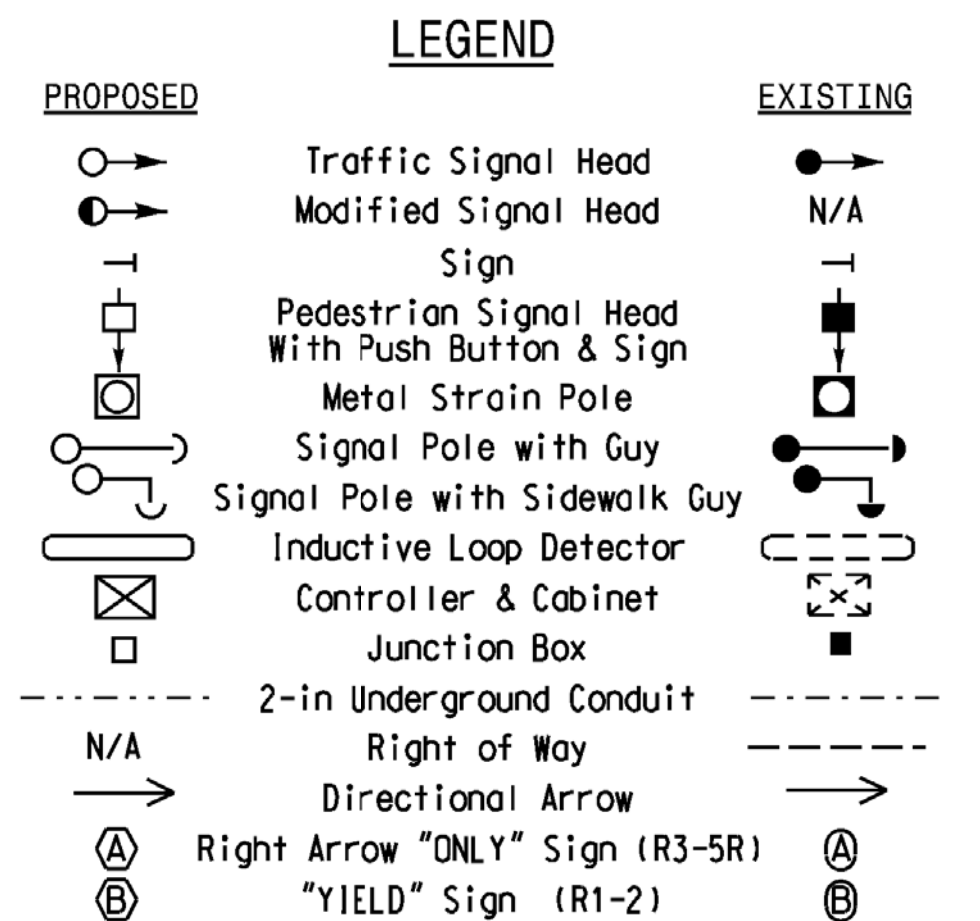 LEGEND
PROPOSED EXISTING
Traffic Signal Head
Modified Signal Head N/A
Sign
Pedestrian Signal Head
With Push Button & Sign
Metal Strain Pole
Signal Pole with Guy
Signal Pole with Sidewalk Guy
Inductive Loop Detector
Controller & Cabinet
Junction Box
2-in Underground Conduit
N/A Right of Way
Directional Arrow
A Right Arrow "ONLY" Sign (R3-5R) A
B "YIELD" Sign (R1-2) B